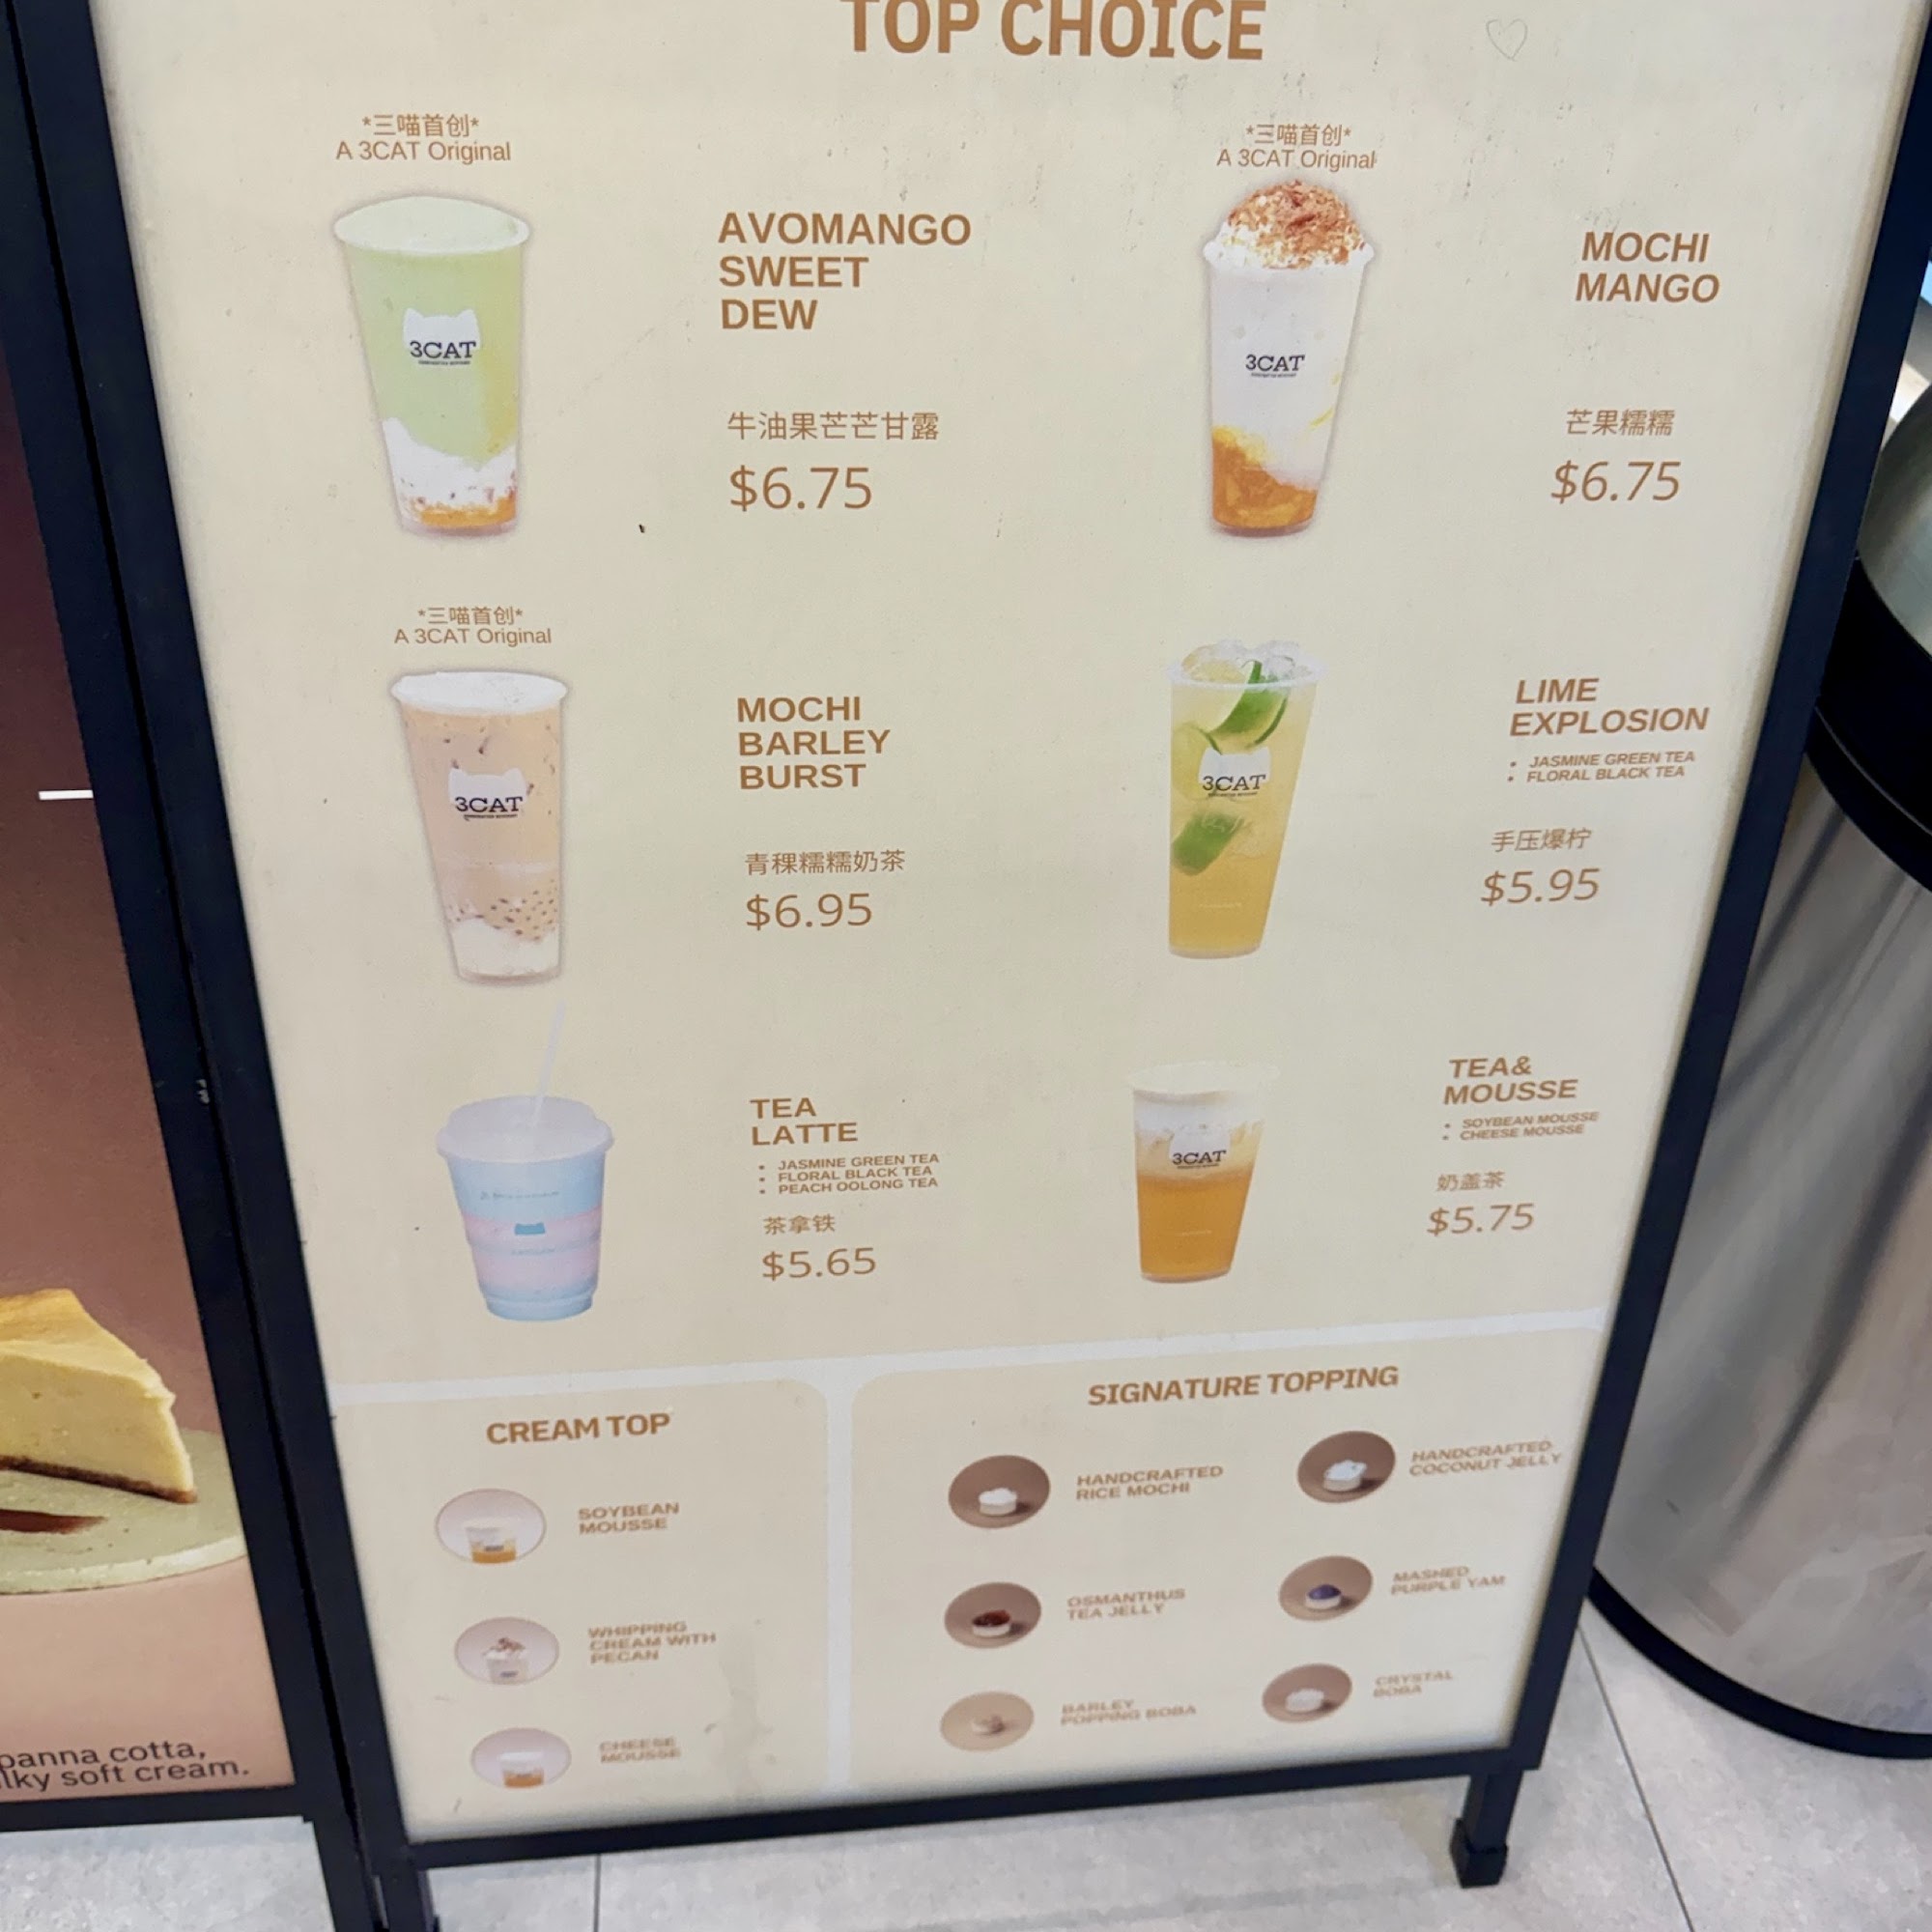 TOP CHOICE
*三喵首创*
A 3CAT Original
3CAT
AVOMANGO
SWEET
DEW
牛油果芒芒甘露
$6.75
*三喵首创*
A 3CAT Original
3CAT
MOCHI
MANGO
芒果糯糯
$6.75
*三喵首创*
A 3CAT Original
3CAT
MOCHI
BARLEY
BURST
青稞糯糯奶茶
$6.95
3CAT
LIME
EXPLOSION
• JASMINE GREEN TEA
• FLORAL BLACK TEA
手压爆柠
$5.95
TEA
LATTE
• JASMINE GREEN TEA
• FLORAL BLACK TEA
• PEACH OOLONG TEA
茶拿铁
$5.65
3CAT
TEA&
MOUSSE
• SOYBEAN MOUSSE
• CHEESE MOUSSE
奶盖茶
$5.75
CREAM TOP
SOYBEAN
MOUSSE
WHIPPING
CREAM WITH
PECAN
CHEESE
MOUSSE
SIGNATURE TOPPING
HANDCRAFTED
RICE MOCHI
HANDCRAFTED
COCONUT JELLY
OSMANTHUS
TEA JELLY
MASHED
PURPLE YAM
BARLEY
POPPING BOBA
CRYSTAL
BOBA
panna cotta,
lky soft cream.